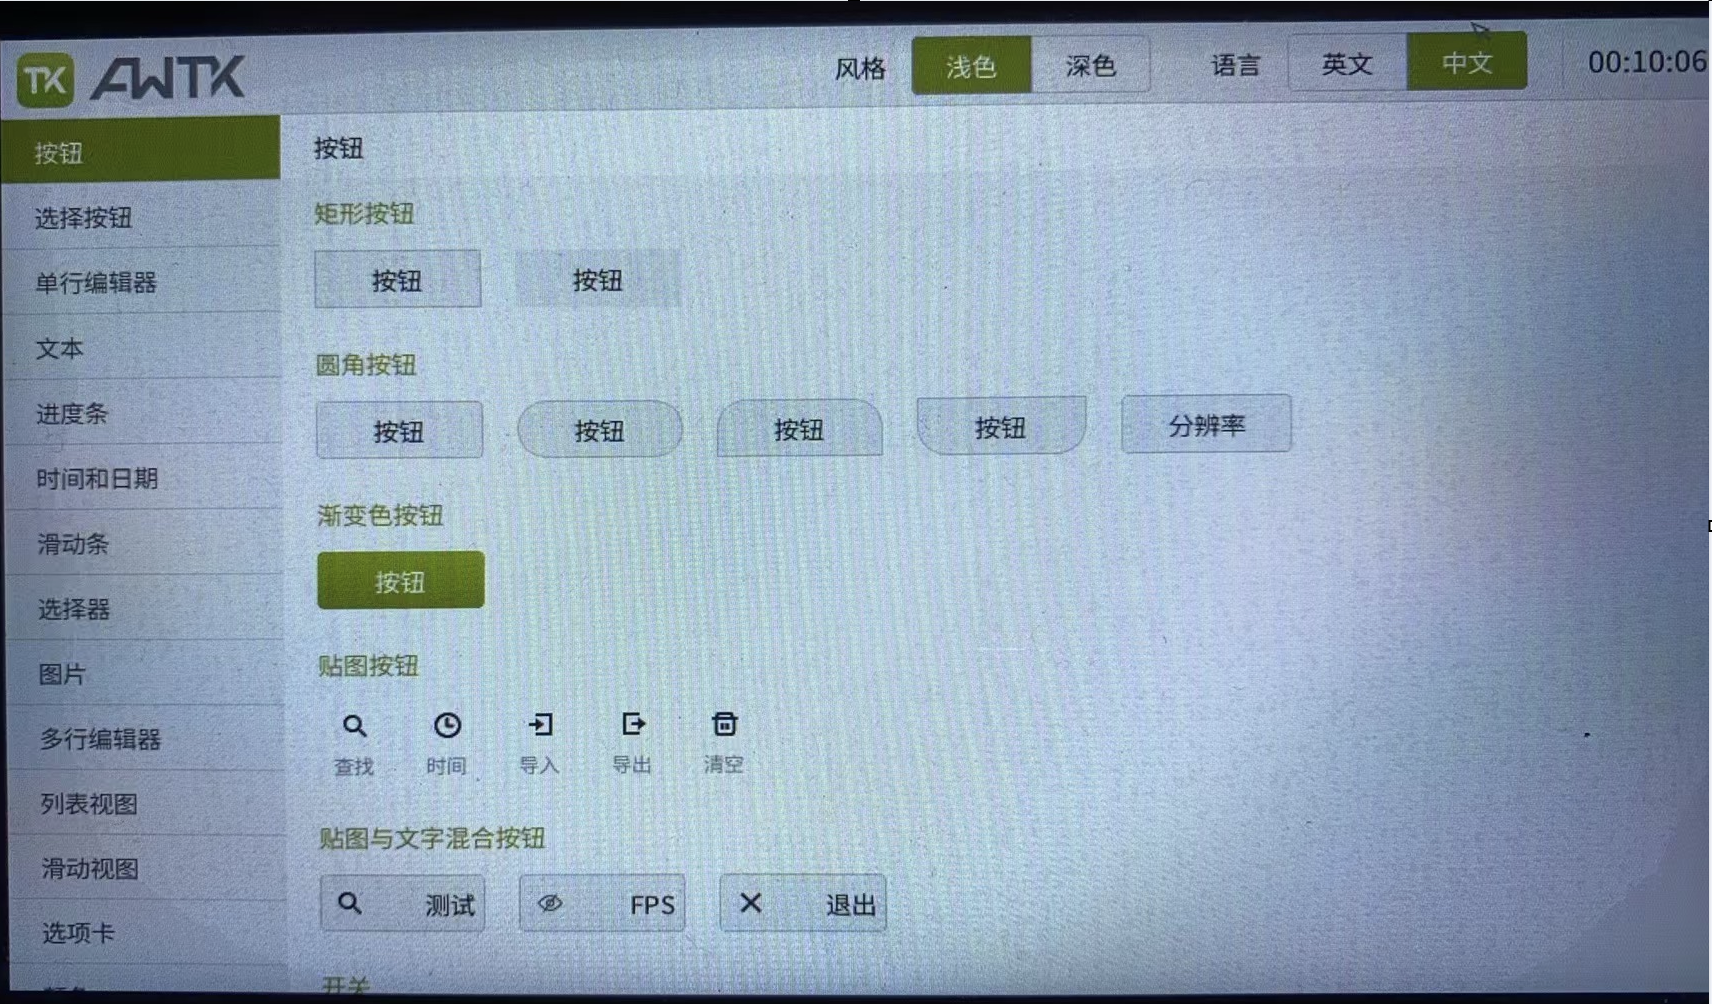 TK AWTK
风格 浅色 深色 语言 英文 中文 00:10:06
按钮
选择按钮
单行编辑器
文本
进度条
时间和日期
滑动条
选择器
图片
多行编辑器
列表视图
滑动视图
选项卡
按钮
矩形按钮
按钮 按钮
圆角按钮
按钮 按钮 按钮 按钮 分辨率
渐变色按钮
按钮
贴图按钮
查找 时间 导入 导出 清空
贴图与文字混合按钮
测试 FPS 退出
开关